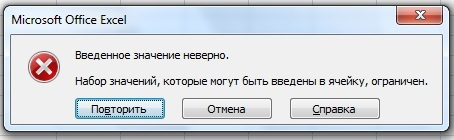 Microsoft Office Excel
Введенное значение неверно.
Набор значений, которые могут быть введены в ячейку, ограничен.
Повторить Отмена Справка